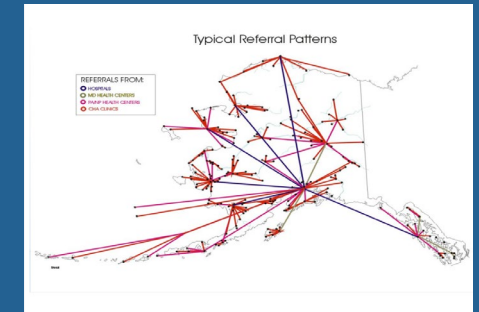 Typical Referral Patterns
REFERRALS FROM:
HOSPITALS
MD HEALTH CENTERS
PA/NP HEALTH CENTERS
CHA CLINICS